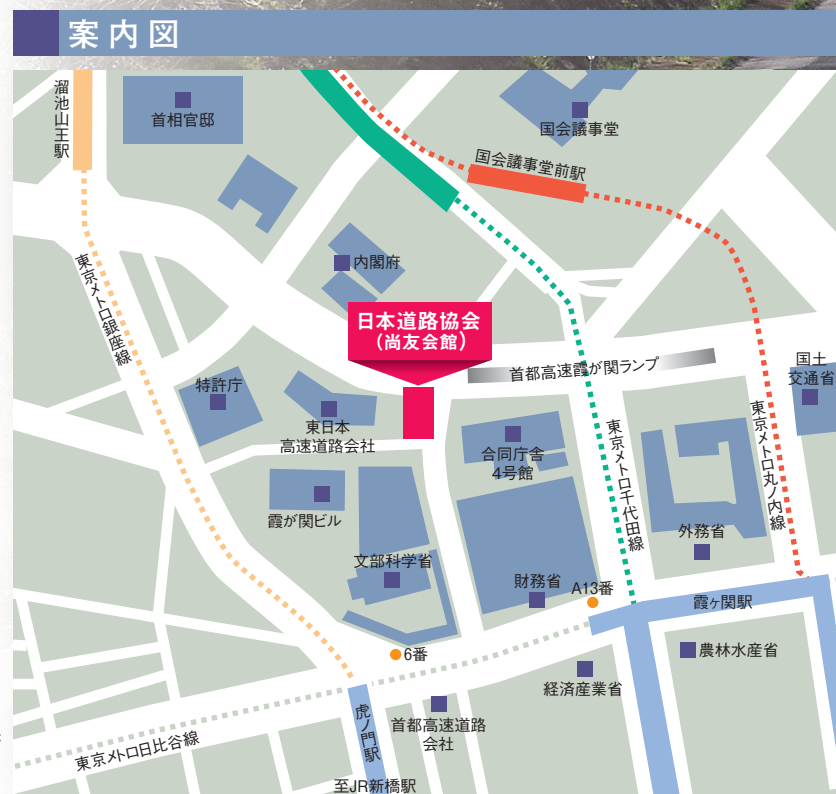 案内図
溜池山王駅
首相官邸
国会議事堂
国会議事堂前駅
東京メトロ銀座線
内閣府
日本道路協会
（尚友会館）
首都高速霞が関ランプ
国土
交通省
特許庁
東日本
高速道路会社
合同庁舎
4号館
東京メトロ千代田線
東京メトロ丸ノ内線
霞が関ビル
外務省
文部科学省
財務省
A13番
霞ヶ関駅
6番
農林水産省
経済産業省
虎ノ門駅
首都高速道路
会社
東京メトロ日比谷線
至JR新橋駅